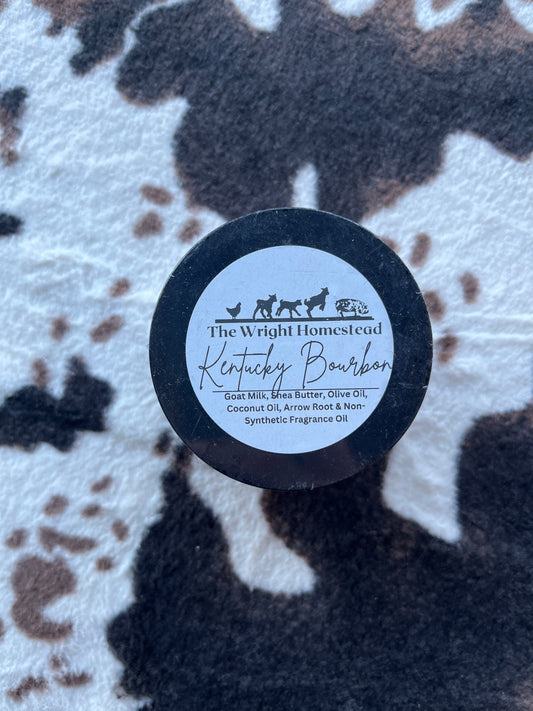 The Wright Homestead
Kentucky Bourbon
Goat Milk, Shea Butter, Olive Oil,
Coconut Oil, Arrow Root & Non-
Synthetic Fragrance Oil